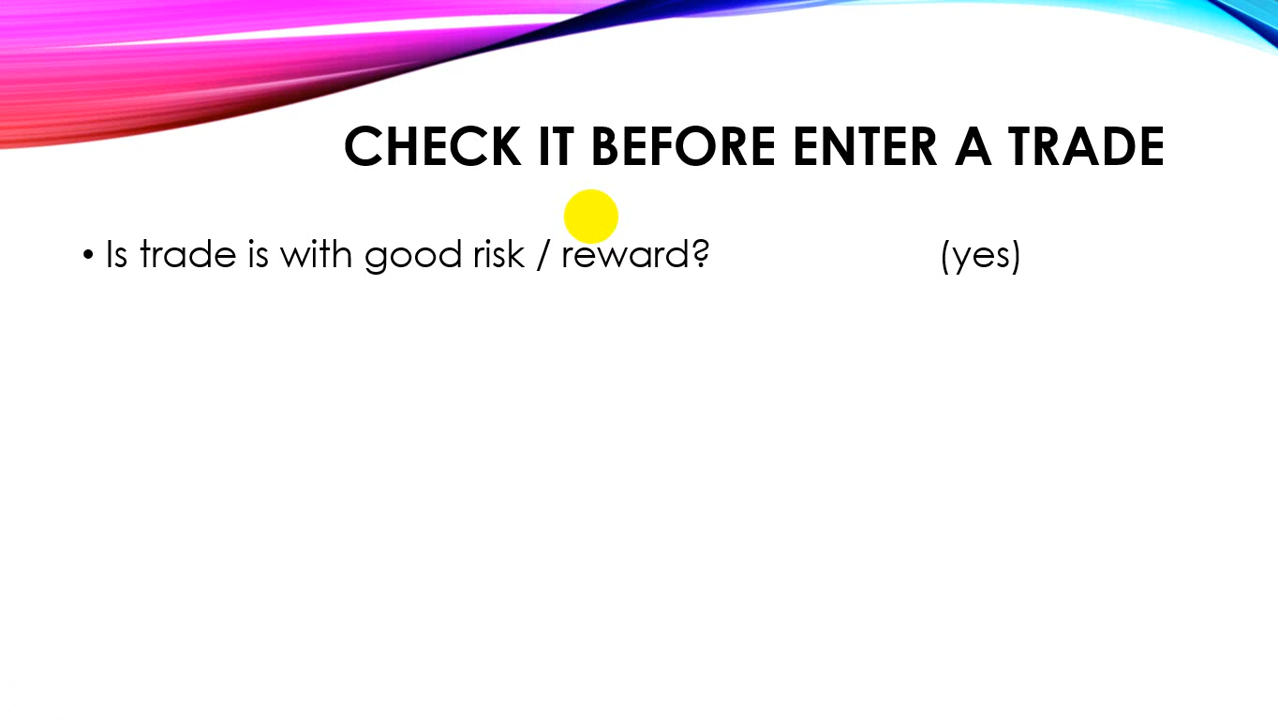 CHECK IT BEFORE ENTER A TRADE
• Is trade is with good risk / reward? (yes)